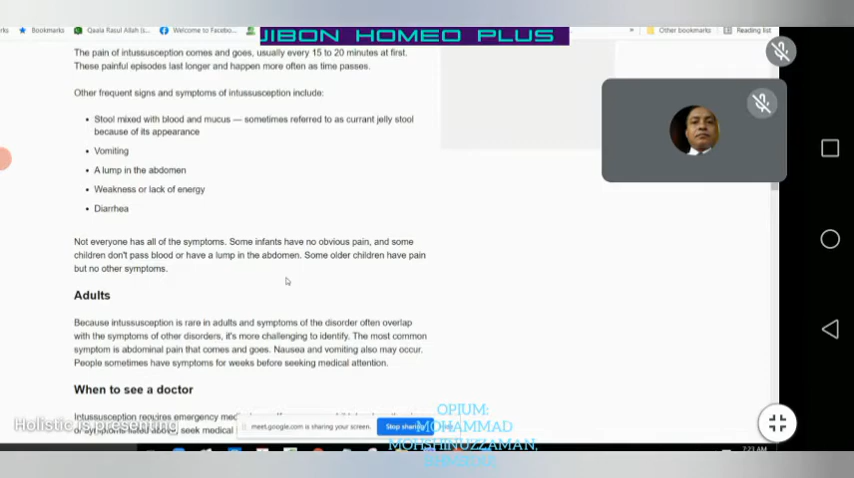 JIBON HOMEO PLUS
Bookmarks
Qaala Rasul Allah (s...
Welcome to Facebo...
»
Other bookmarks
Reading list
The pain of intussusception comes and goes, usually every 15 to 20 minutes at first.
These painful episodes last longer and happen more often as time passes.
Other frequent signs and symptoms of intussusception include:
• Stool mixed with blood and mucus — sometimes referred to as currant jelly stool
because of its appearance
• Vomiting
• A lump in the abdomen
• Weakness or lack of energy
• Diarrhea
Not everyone has all of the symptoms. Some infants have no obvious pain, and some
children don't pass blood or have a lump in the abdomen. Some older children have pain
but no other symptoms.
Adults
Because intussusception is rare in adults and symptoms of the disorder often overlap
with the symptoms of other disorders, it's more challenging to identify. The most common
symptom is abdominal pain that comes and goes. Nausea and vomiting also may occur.
People sometimes have symptoms for weeks before seeking medical attention.
When to see a doctor
Intussusception requires emergency
seek medical
Holistic is presenting
meet.google.com is sharing your screen.
Stop sharing
OPIUM:
MOHAMMAD
MOHSHINUZZAMAN,
7:23 AM